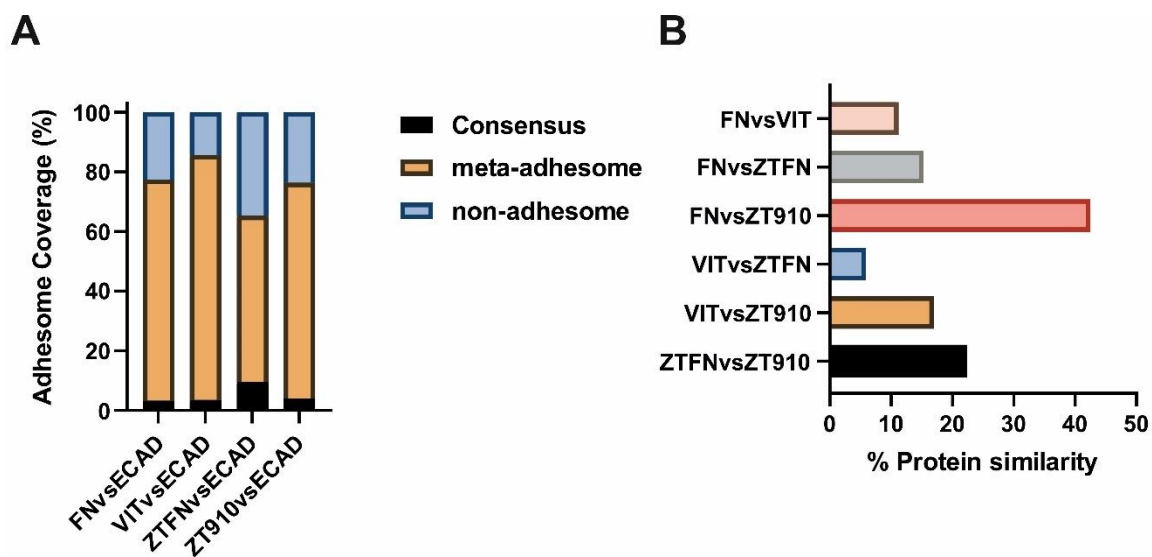 A
Adhesome Coverage (%)
100
80
60
40
20
0
FNvsECAD
VITvsECAD
ZTFNvsECAD
ZT910vsECAD
Consensus
meta-adhesome
non-adhesome
B
FNvsVIT
FNvsZTFN
FNvsZT910
VITvsZTFN
VITvsZT910
ZTFNvsZT910
0 10 20 30 40 50
% Protein similarity